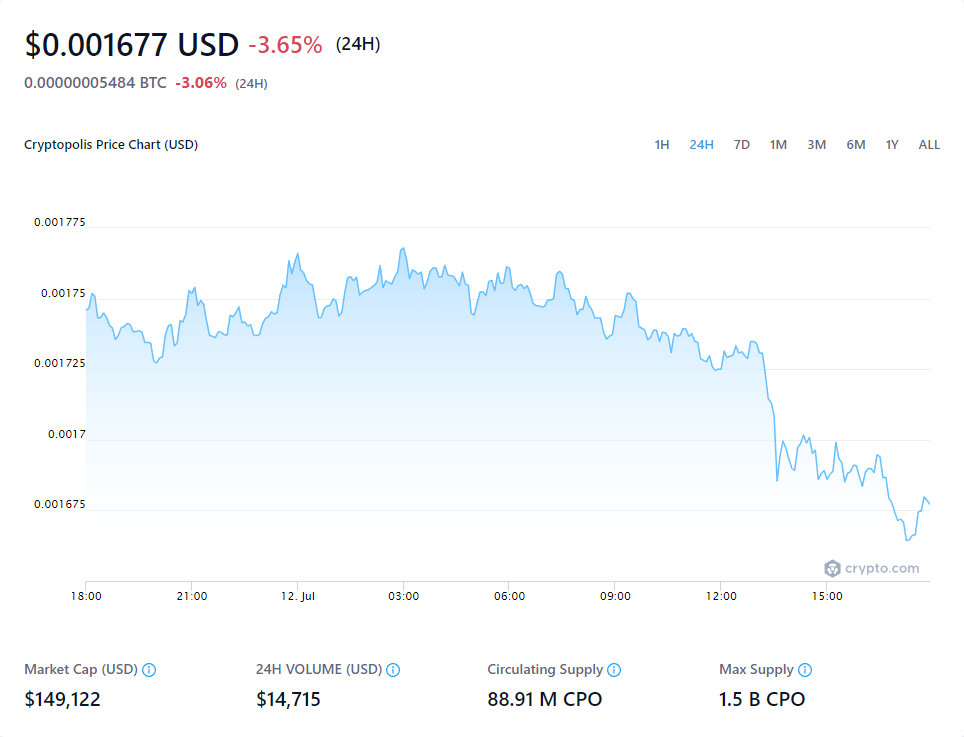 $0.001677 USD -3.65% (24H)
0.00000005484 BTC -3.06% (24H)
Cryptopolis Price Chart (USD) 1H 24H 7D 1M 3M 6M 1Y ALL
0.001775
0.00175
0.001725
0.0017
0.001675
crypto.com
18:00 21:00 12. Jul 03:00 06:00 09:00 12:00 15:00
Market Cap (USD) 24H VOLUME (USD) Circulating Supply Max Supply
$149,122 $14,715 88.91 M CPO 1.5 B CPO